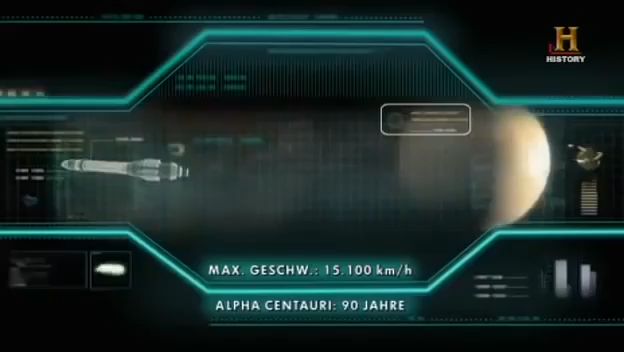 H
HISTORY
MAX. GESCHW.: 15.100 km/h
ALPHA CENTAURI: 90 JAHRE